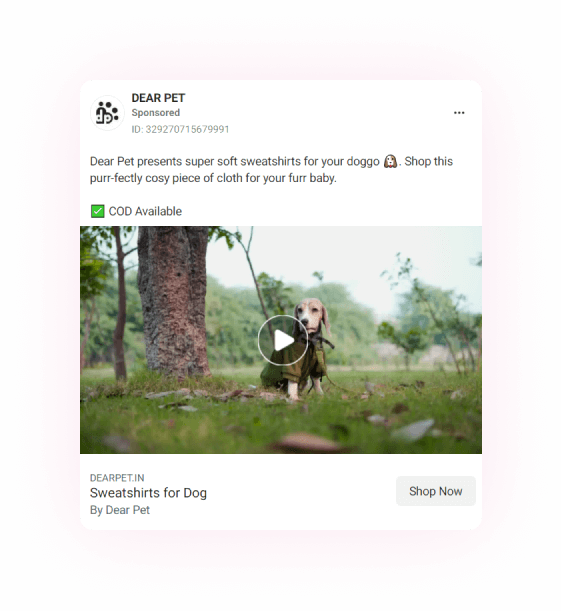 DEAR PET
Sponsored
ID: 329270715679991
Dear Pet presents super soft sweatshirts for your doggo 🐶. Shop this
purr-fectly cosy piece of cloth for your furr baby.
✅ COD Available
DEARPET.IN
Sweatshirts for Dog
By Dear Pet
Shop Now